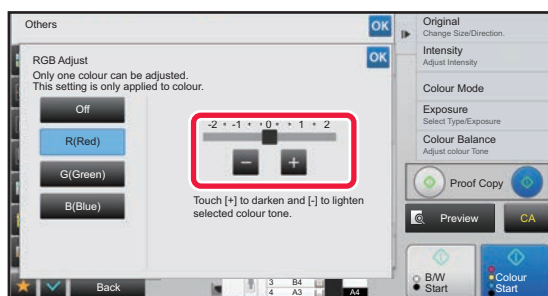 Others
OK
RGB Adjust
OK
Only one colour can be adjusted.
This setting is only applied to colour.
Off
R(Red)
G(Green)
B(Blue)
-2 • -1 • • 0 • • 1 • 2
Touch [+] to darken and [-] to lighten
selected colour tone.
Back
3 B4
4 A3
A4
Original
Change Size/Direction.
Intensity
Adjust Intensity
Colour Mode
Exposure
Select Type/Exposure
Colour Balance
Adjust colour Tone
Proof Copy
Preview
CA
B/W
Start
Colour
Start